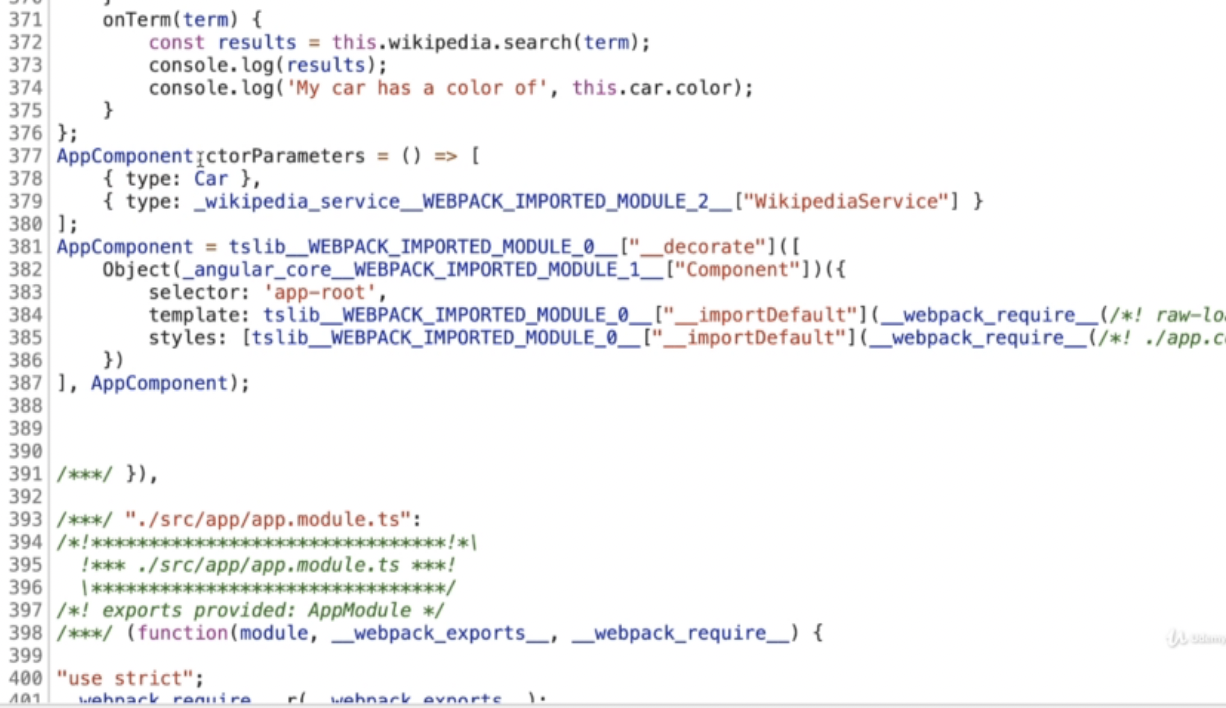 371 onTerm(term) {
372 const results = this.wikipedia.search(term);
373 console.log(results);
374 console.log('My car has a color of', this.car.color);
375 }
376 };
377 AppComponent.ctorParameters = () => [
378 { type: Car },
379 { type: _wikipedia_service__WEBPACK_IMPORTED_MODULE_2__["WikipediaService"] }
380 ];
381 AppComponent = tslib__WEBPACK_IMPORTED_MODULE_0__["__decorate"]([
382 Object(_angular_core__WEBPACK_IMPORTED_MODULE_1__["Component"])({
383 selector: 'app-root',
384 template: tslib__WEBPACK_IMPORTED_MODULE_0__["__importDefault"](__webpack_require__(/*! raw-lo
385 styles: [tslib__WEBPACK_IMPORTED_MODULE_0__["__importDefault"](__webpack_require__(/*! ./app.c
386 })
387 ], AppComponent);
388
389
390
391 /***/ }),
392
393 /***/ "./src/app/app.module.ts":
394 /*!*******************************!*\
395 !*** ./src/app/app.module.ts ***!
396 \*******************************/
397 /*! exports provided: AppModule */
398 /***/ (function(module, __webpack_exports__, __webpack_require__) {
399
400 "use strict";
401 __webpack_require__.r(__webpack_exports__);
Udemy